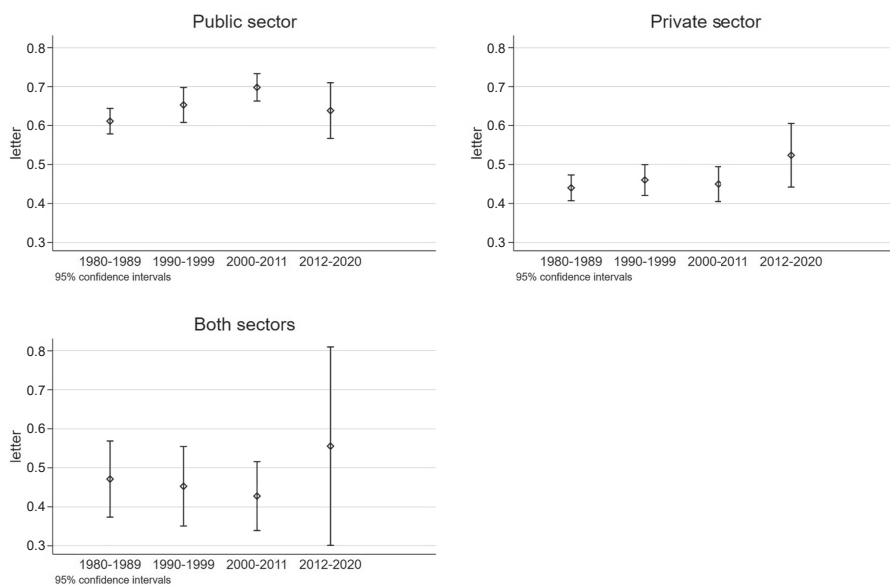 Public sector
0.8
0.7
0.6
0.5
0.4
0.3
letter
1980-1989 1990-1999 2000-2011 2012-2020
95% confidence intervals
Private sector
0.8
0.7
0.6
0.5
0.4
0.3
letter
1980-1989 1990-1999 2000-2011 2012-2020
95% confidence intervals
Both sectors
0.8
0.7
0.6
0.5
0.4
0.3
letter
1980-1989 1990-1999 2000-2011 2012-2020
95% confidence intervals